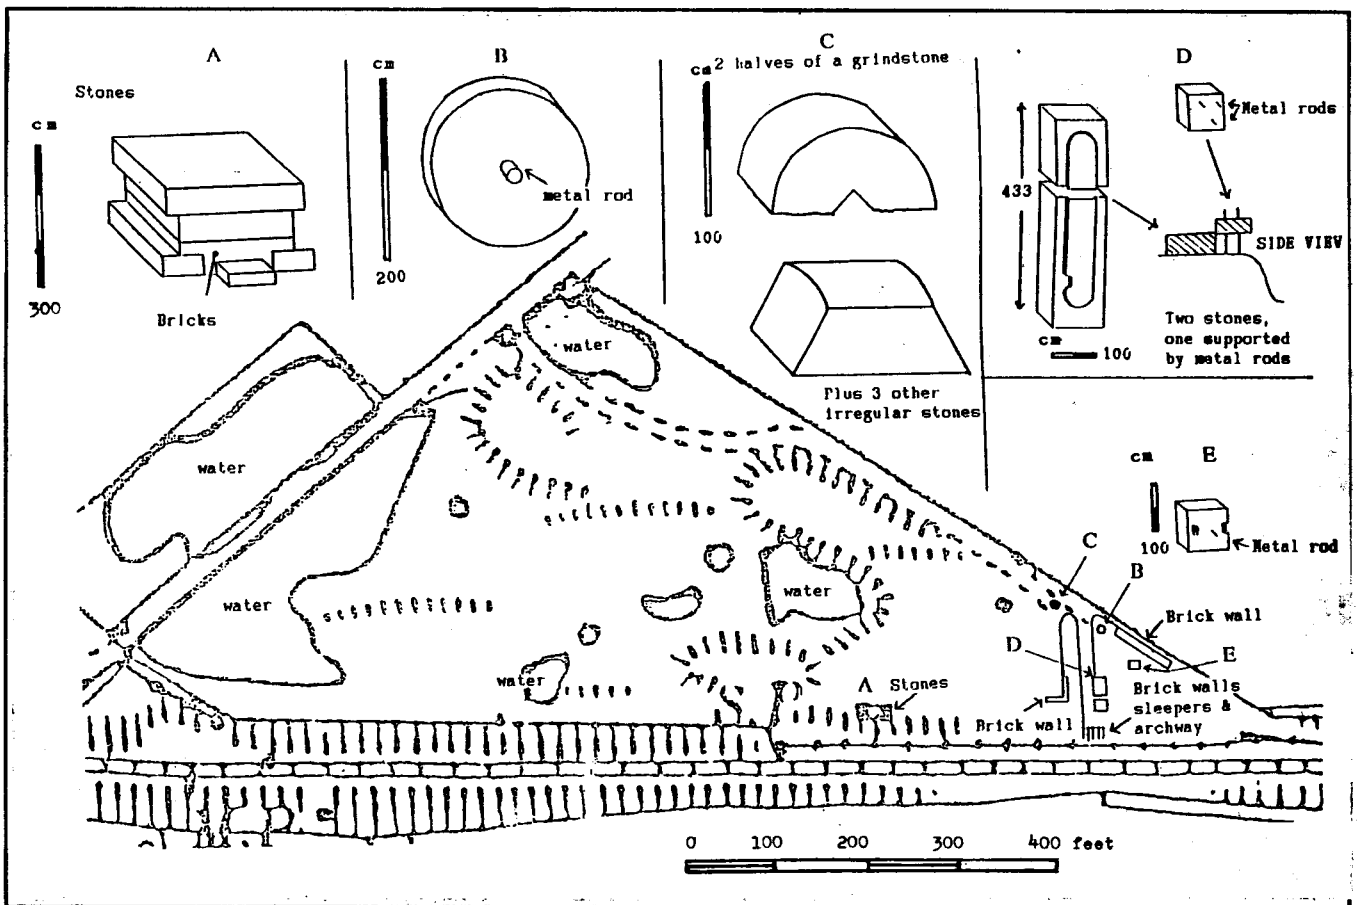 A
Stones
cm
300
Bricks
B
cm
200
metal rod
C
2 halves of a grindstone
cm
100
Plus 3 other
irregular stones
D
Metal rods
433
SIDE VIEW
cm
100
Two stones,
one supported
by metal rods
E
cm
100
Metal rod
water
water
water
water
water
A Stones
C
B
Brick wall
D
E
Brick walls
sleepers &
archway
Brick wall
0 100 200 300 400 feet